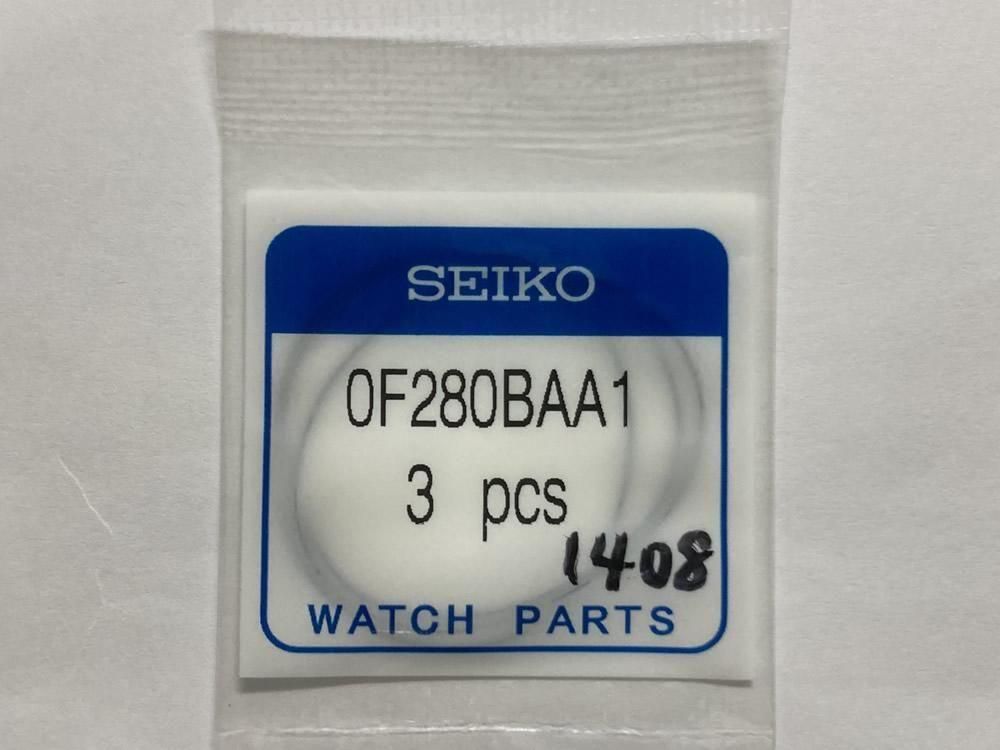 SEIKO
0F280BAA1
3 pcs
1408
WATCH PARTS